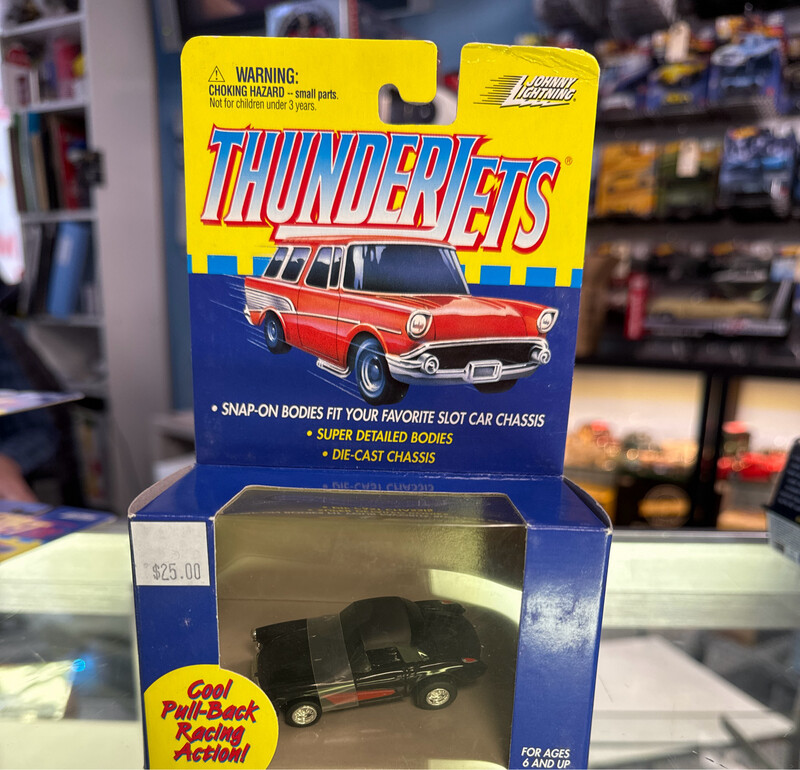 WARNING:
CHOKING HAZARD -- small parts.
Not for children under 3 years.
JOHNNY
LIGHTNING®
THUNDERJETS®
• SNAP-ON BODIES FIT YOUR FAVORITE SLOT CAR CHASSIS
• SUPER DETAILED BODIES
• DIE-CAST CHASSIS
$25.00
Cool
Pull-Back
Racing
Action!
FOR AGES
6 AND UP